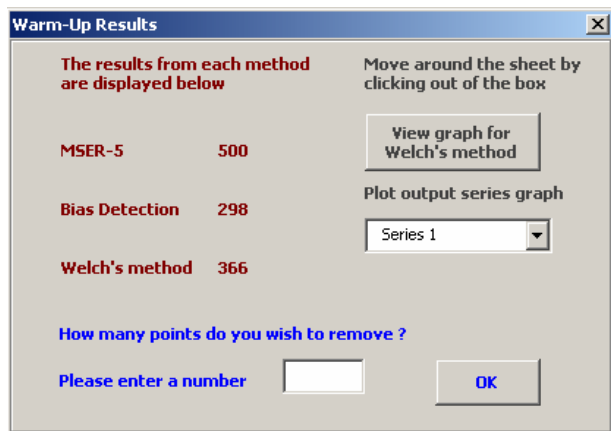 Warm-Up Results
The results from each method
are displayed below
Move around the sheet by
clicking out of the box
View graph for
Welch's method
MSER-5 500
Plot output series graph
Bias Detection 298
Series 1
Welch's method 366
How many points do you wish to remove ?
Please enter a number
OK